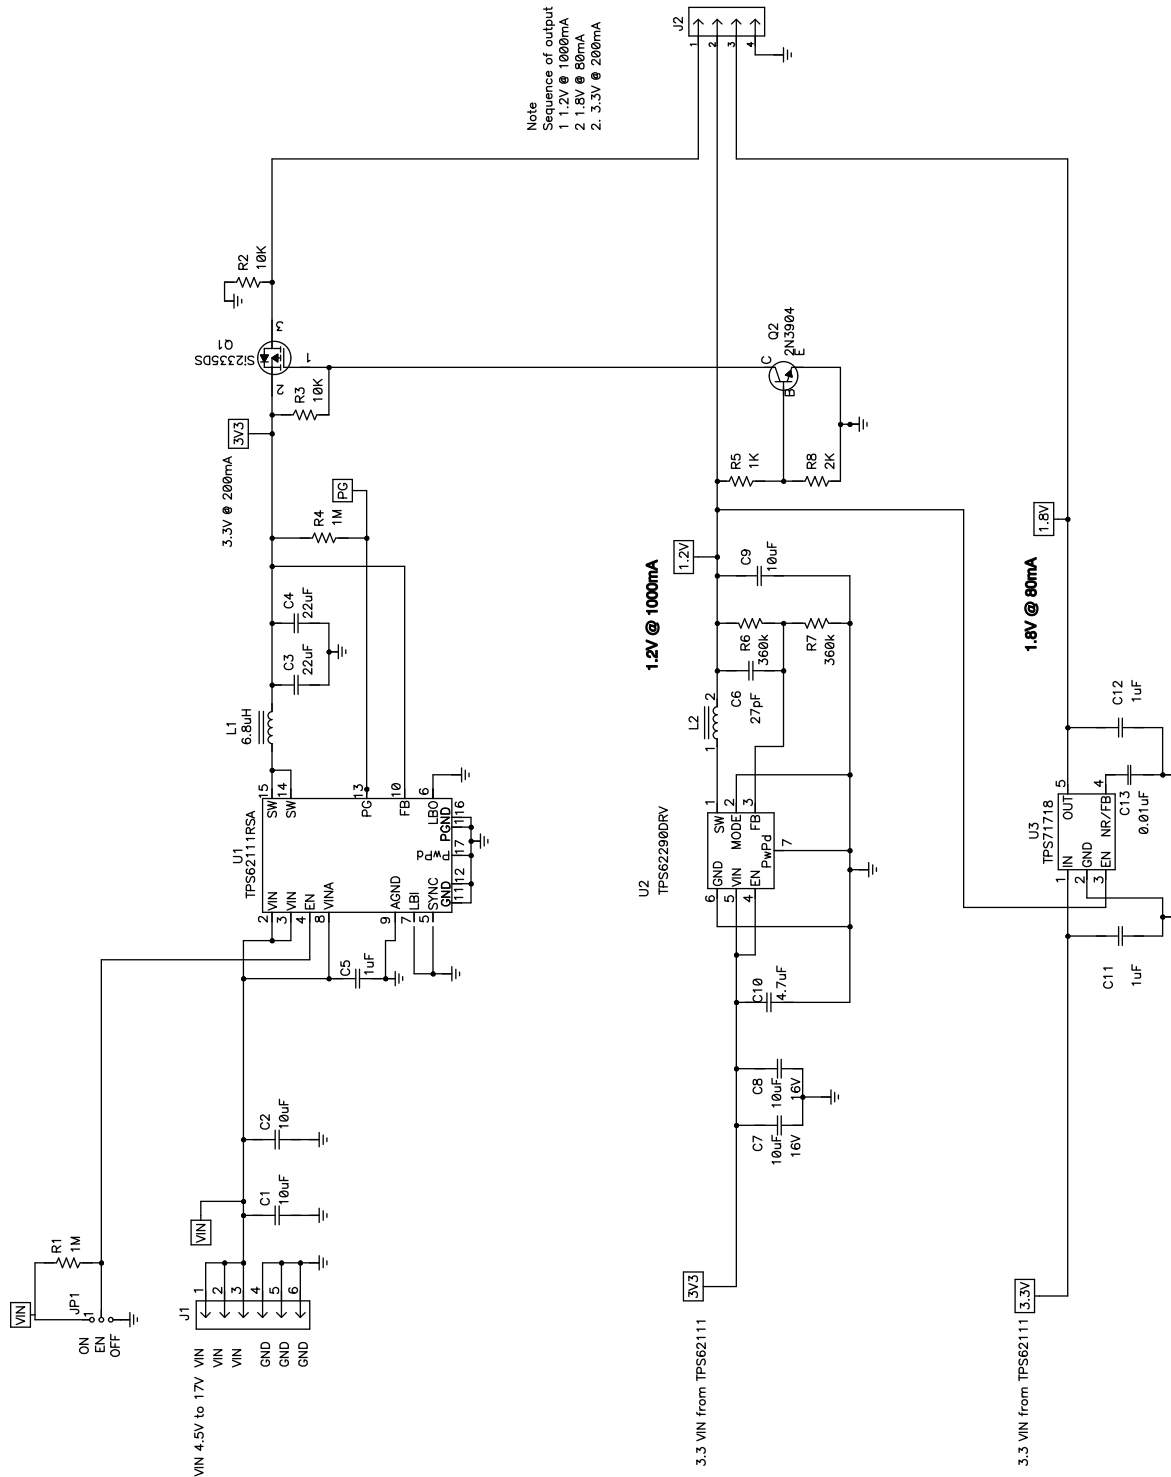 VIN
JP1
R1
1M
ON
EN
OFF
1
VIN 4.5V to 17V
VIN
VIN
VIN
GND
GND
GND
J1
1
2
3
4
5
6
VIN
C1
10uF
C2
10uF
C5
1uF
U1
TPS62111RSA
2
VIN
3
VIN
4
EN
8
VINA
9
AGND
7
LBI
5
SYNC
SW
15
SW
14
PG
13
FB
10
LBO
6
PGND
1
16
PwPd
17
GND
11
12
L1
6.8uH
C3
22uF
C4
22uF
R4
1M
PG
3.3V @ 200mA
3V3
R3
10K
Q1
Si2335DS
2
1
3
R2
10K
Note
Sequence of output
1 1.2V @ 1000mA
2 1.8V @ 80mA
2. 3.3V @ 200mA
J2
1
2
3
4
3.3 VIN from TPS62111
3V3
C7
10uF
16V
C8
10uF
16V
C10
4.7uF
U2
TPS62290DRV
6
GND
5
VIN
4
EN
SW
1
MODE
2
FB
3
PwPd
7
L2
1
2
C6
27pF
R6
360k
R7
360k
C9
10uF
1.2V @ 1000mA
1.2V
R5
1K
R8
2K
Q2
2N3904
B
C
E
3.3 VIN from TPS62111
3.3V
C11
1uF
U3
TPS71718
1
IN
2
GND
3
EN
OUT
5
NR/FB
4
C13
0.01uF
C12
1uF
1.8V @ 80mA
1.8V